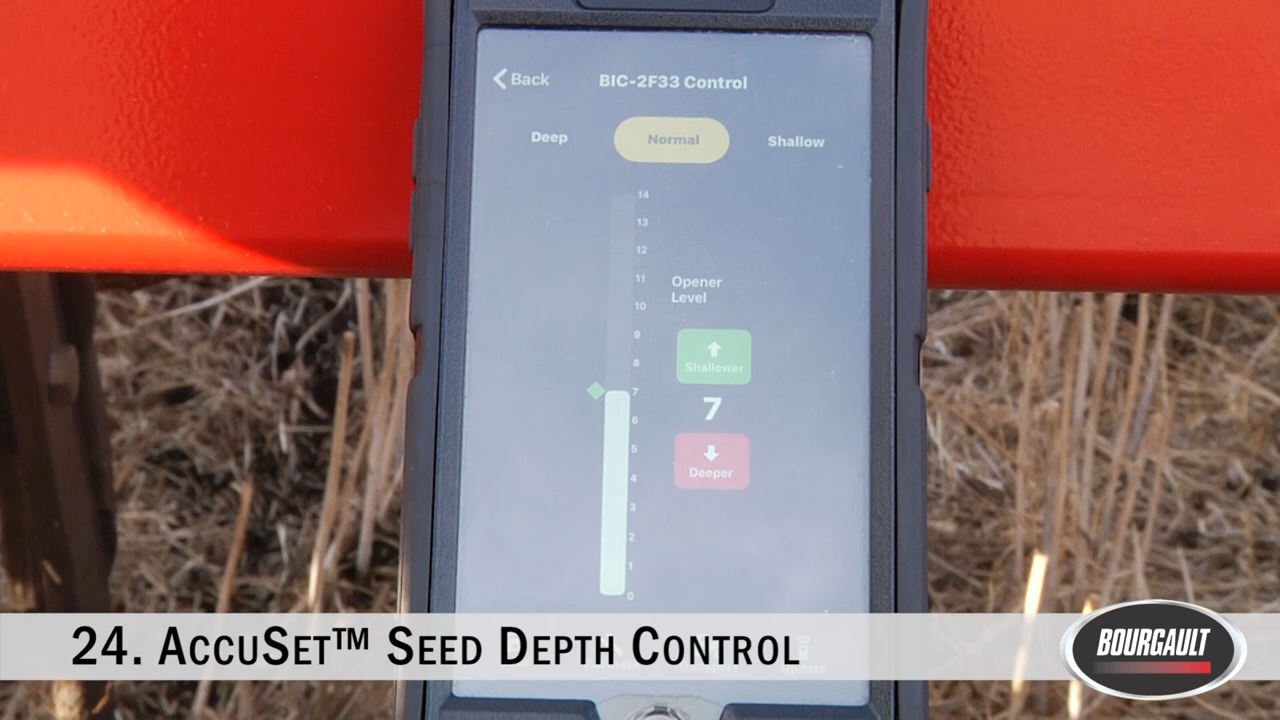 Back
BIC-2F33 Control
Deep Normal Shallow
14
13
12
11
10
9
8
7
6
5
4
3
2
1
0
Opener
Level
Shallower
7
Deeper
24. AccuSet™ Seed Depth Control
BOURGAULT